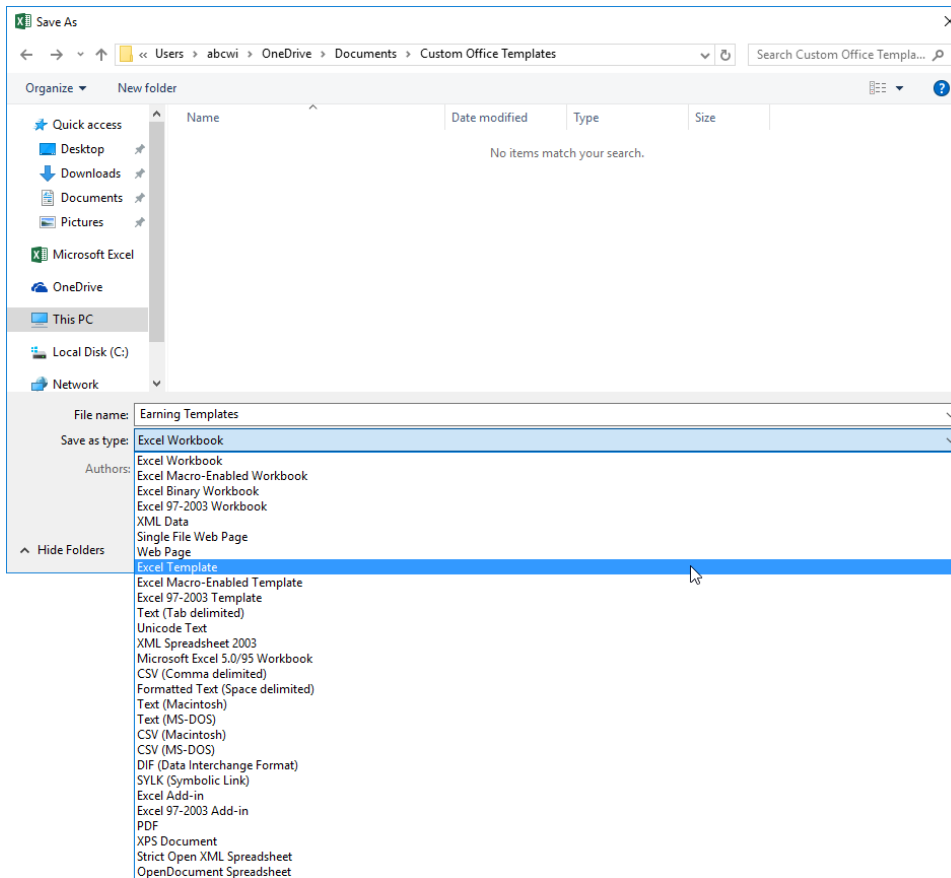 Save As
« Users › abcwi › OneDrive › Documents › Custom Office Templates
Search Custom Office Templa...
Organize
New folder
Name
Date modified
Type
Size
No items match your search.
Quick access
Desktop
Downloads
Documents
Pictures
Microsoft Excel
OneDrive
This PC
Local Disk (C:)
Network
File name: Earning Templates
Save as type: Excel Workbook
Authors:
Hide Folders
Excel Workbook
Excel Macro-Enabled Workbook
Excel Binary Workbook
Excel 97-2003 Workbook
XML Data
Single File Web Page
Web Page
Excel Template
Excel Macro-Enabled Template
Excel 97-2003 Template
Text (Tab delimited)
Unicode Text
XML Spreadsheet 2003
Microsoft Excel 5.0/95 Workbook
CSV (Comma delimited)
Formatted Text (Space delimited)
Text (Macintosh)
Text (MS-DOS)
CSV (Macintosh)
CSV (MS-DOS)
DIF (Data Interchange Format)
SYLK (Symbolic Link)
Excel Add-in
Excel 97-2003 Add-in
PDF
XPS Document
Strict Open XML Spreadsheet
OpenDocument Spreadsheet